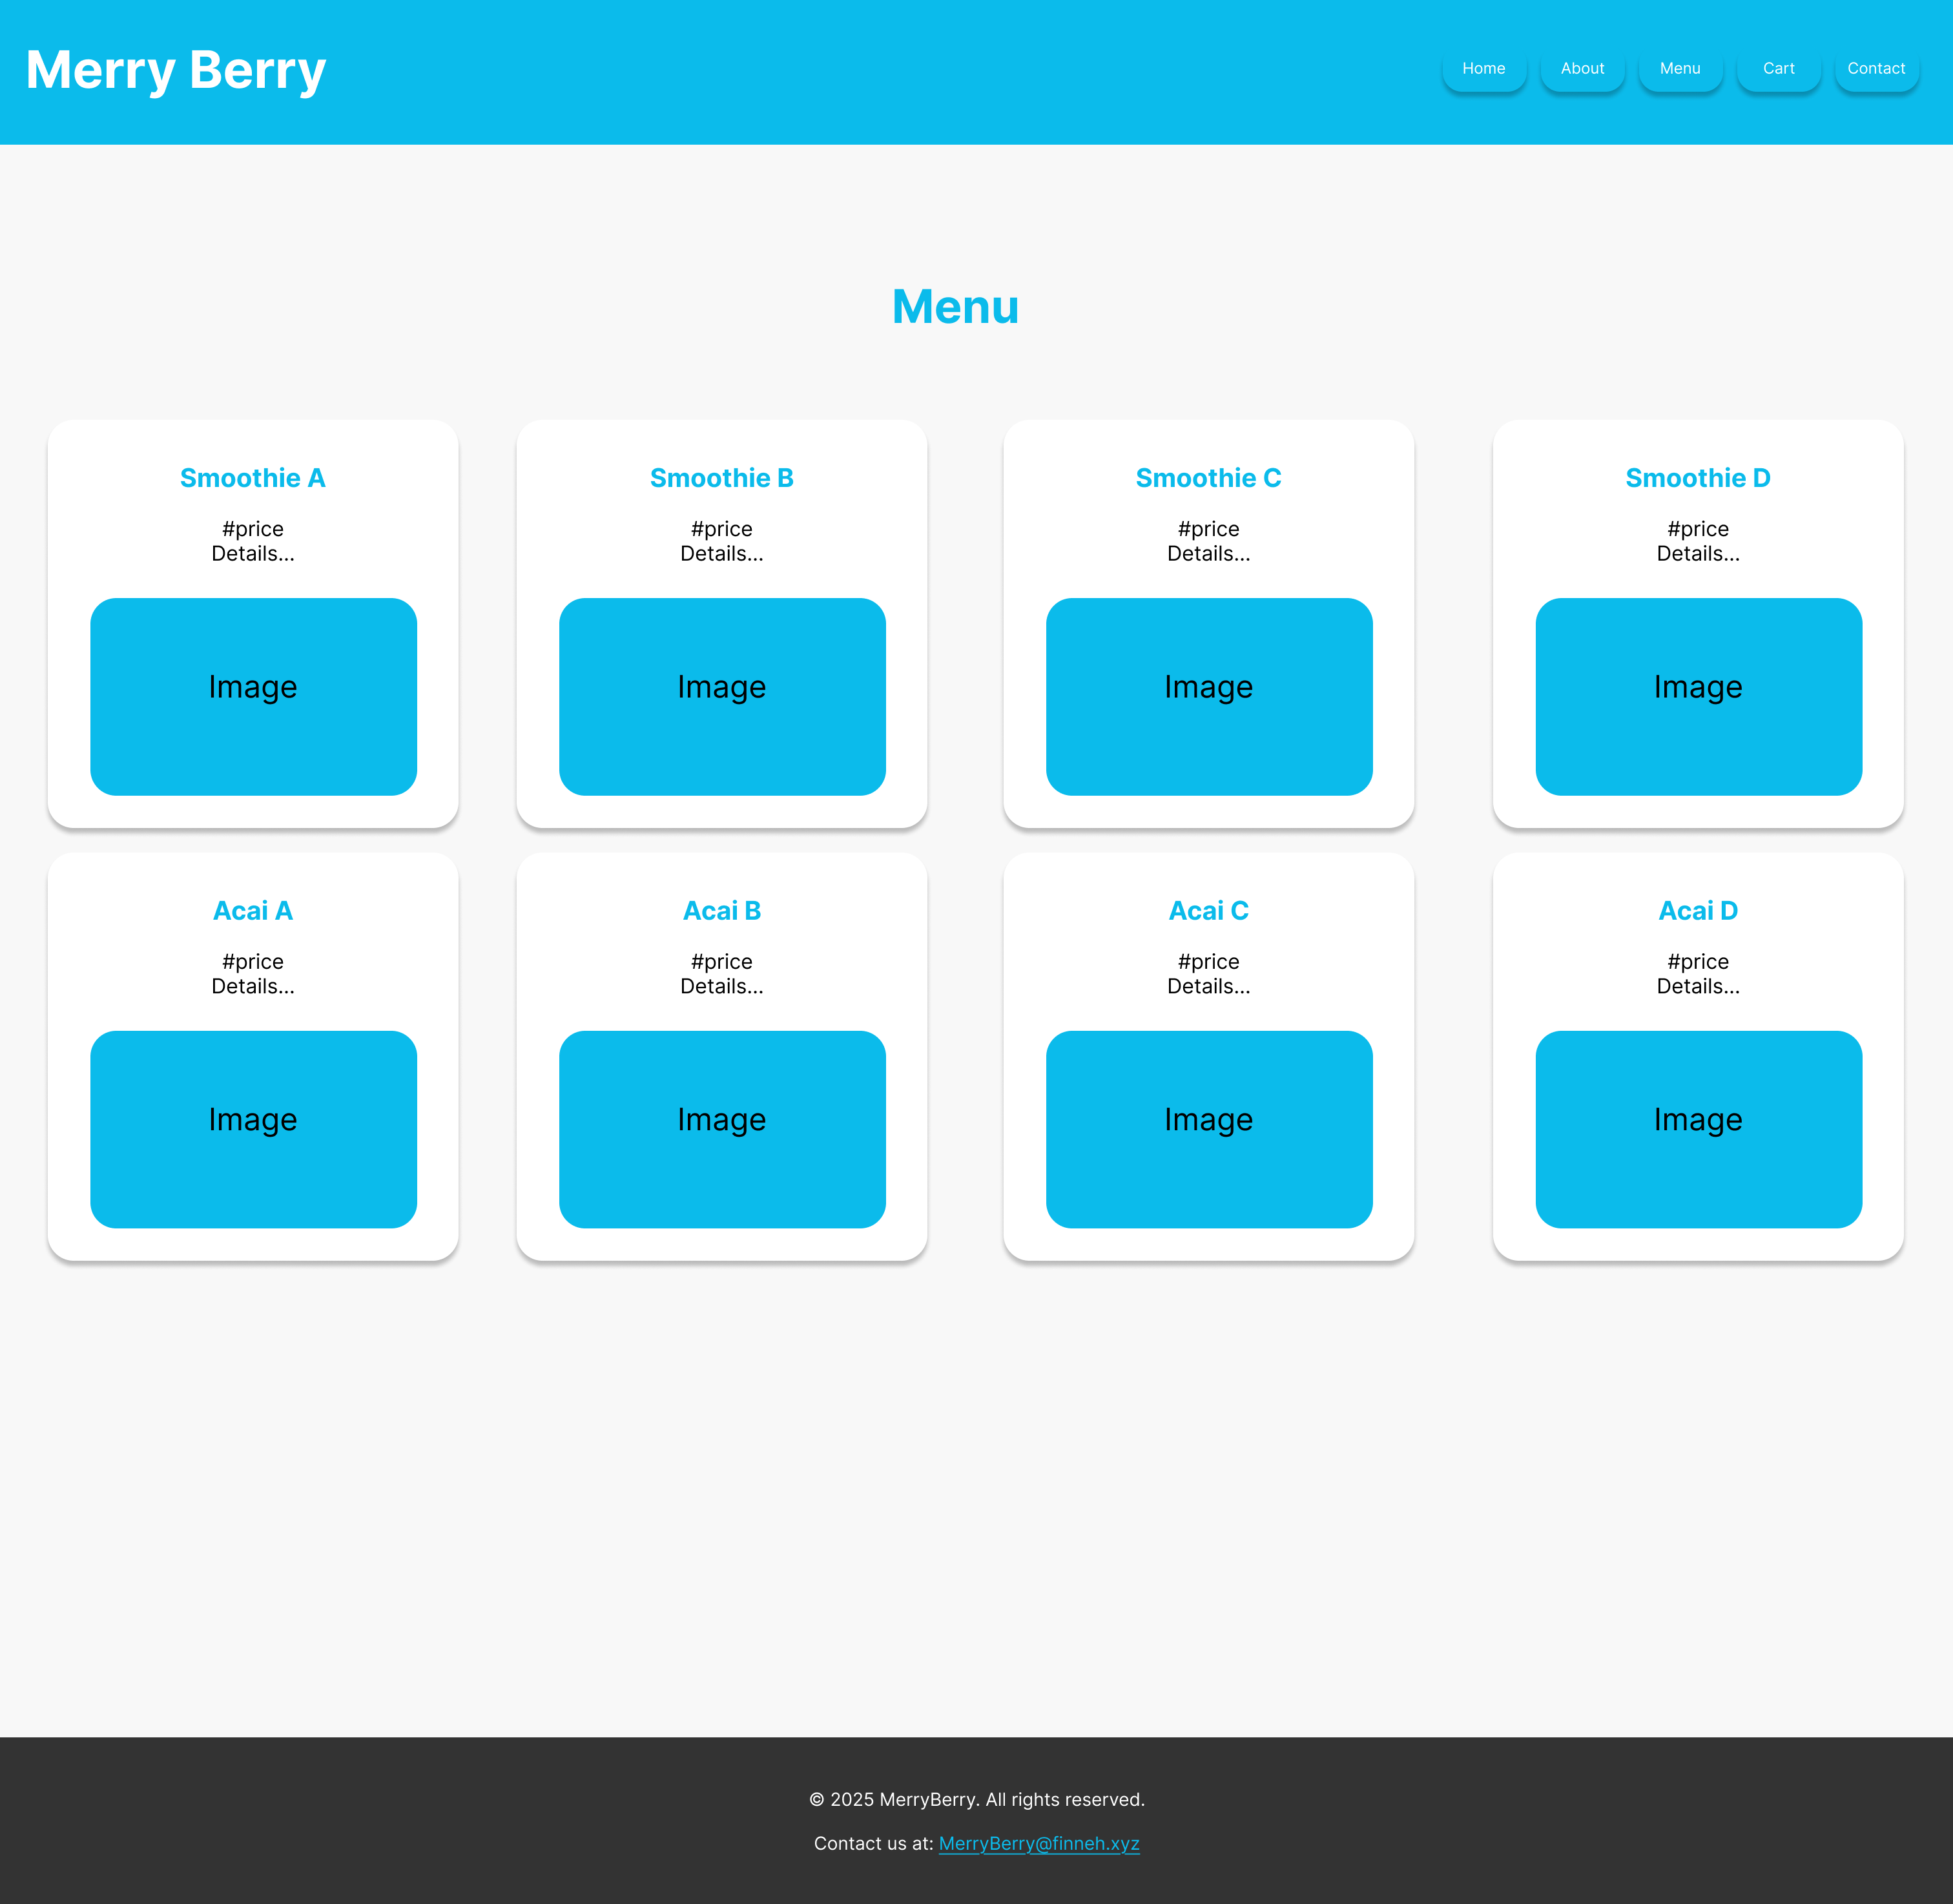 Merry Berry
Home About Menu Cart Contact
Menu
Smoothie A
#price
Details...
Image
Smoothie B
#price
Details...
Image
Smoothie C
#price
Details...
Image
Smoothie D
#price
Details...
Image
Acai A
#price
Details...
Image
Acai B
#price
Details...
Image
Acai C
#price
Details...
Image
Acai D
#price
Details...
Image
© 2025 MerryBerry. All rights reserved.
Contact us at: MerryBerry@finneh.xyz